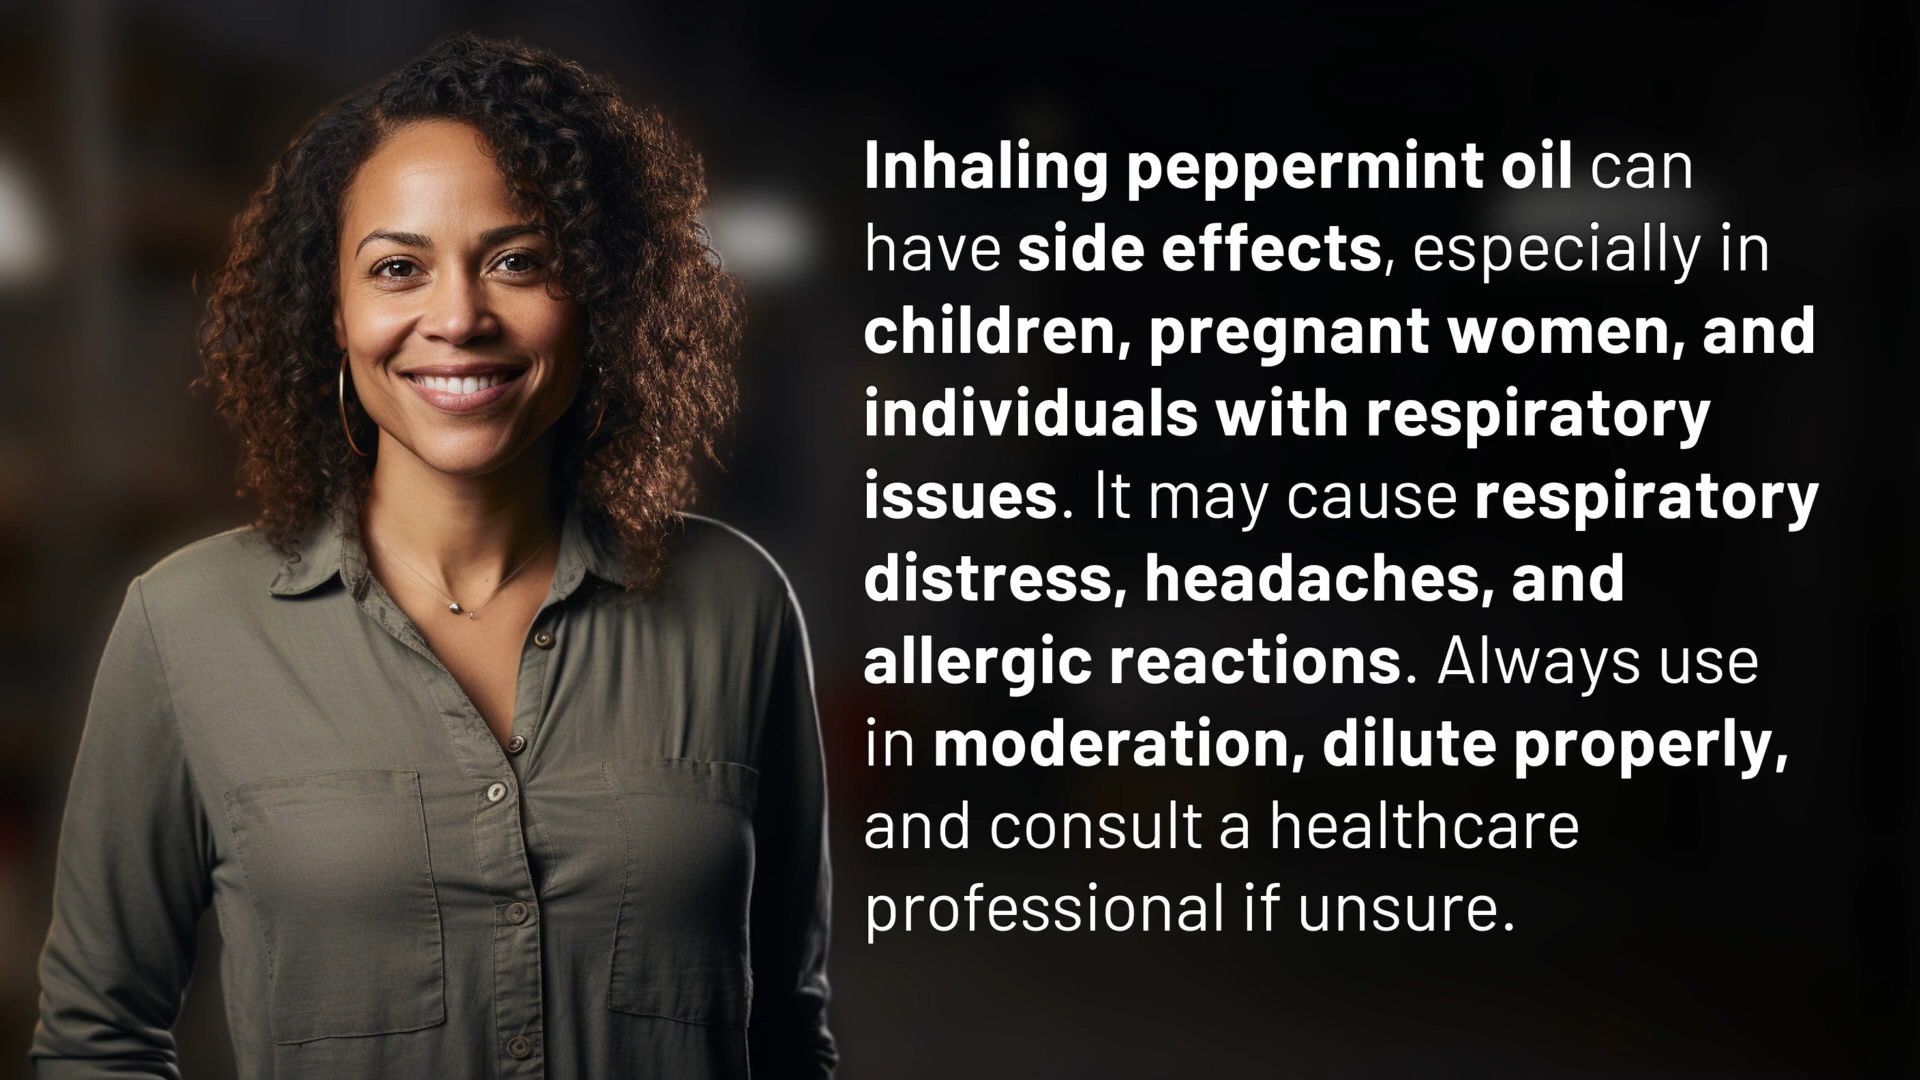 Inhaling peppermint oil can
have side effects, especially in
children, pregnant women, and
individuals with respiratory
issues. It may cause respiratory
distress, headaches, and
allergic reactions. Always use
in moderation, dilute properly,
and consult a healthcare
professional if unsure.